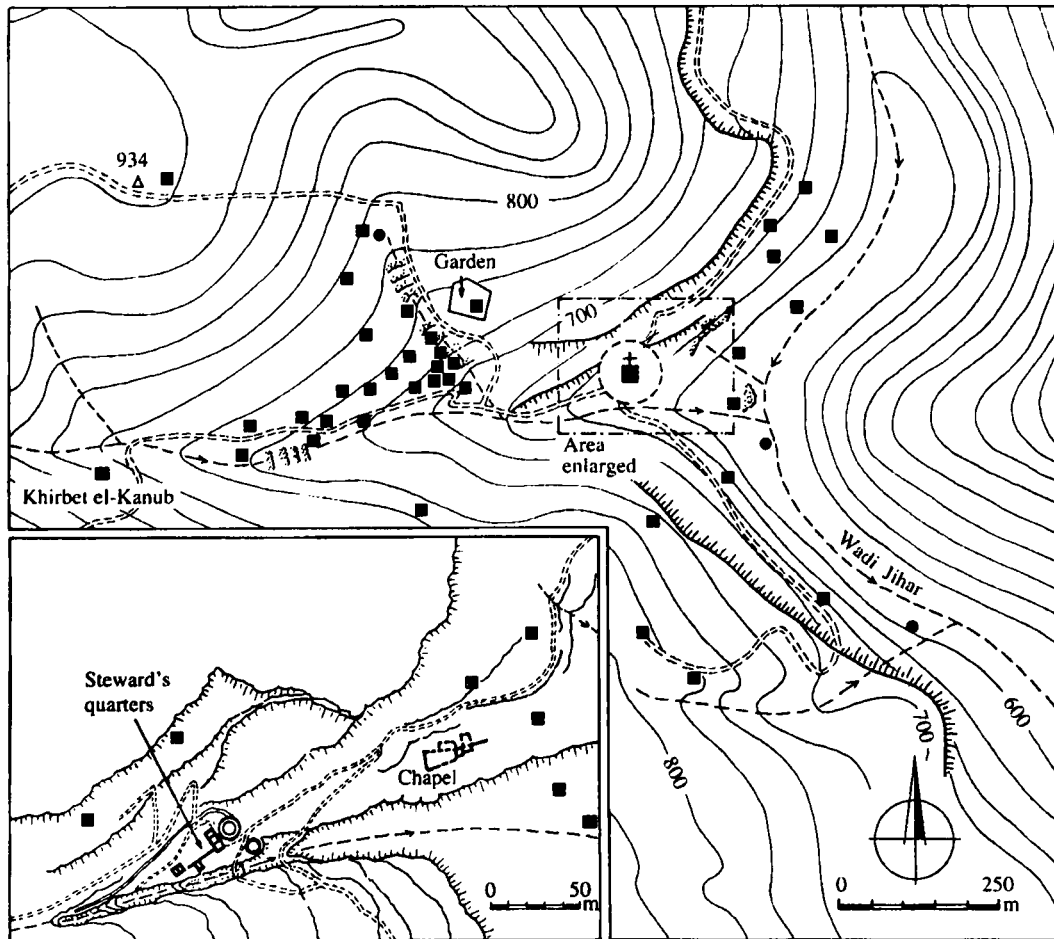 934
800
Garden
700
Area
enlarged
Khirbet el-Kanub
Wadi Jihar
Steward's
quarters
Chapel
700
600
800
0 50
m
0 250
m